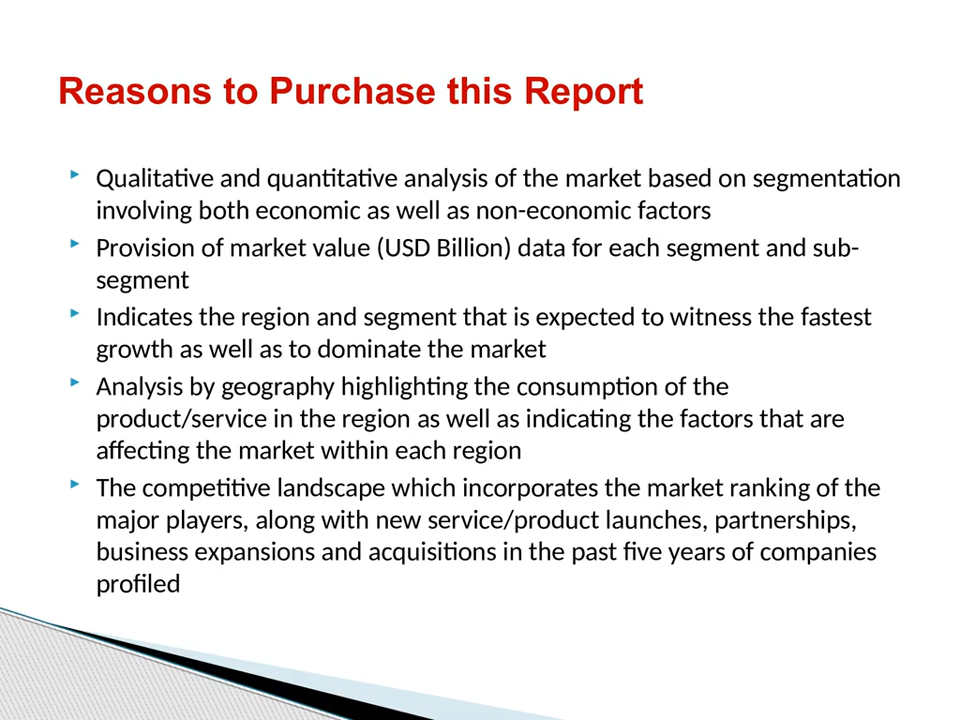 Reasons to Purchase this Report
Qualitative and quantitative analysis of the market based on segmentation
involving both economic as well as non-economic factors
Provision of market value (USD Billion) data for each segment and sub-
segment
Indicates the region and segment that is expected to witness the fastest
growth as well as to dominate the market
Analysis by geography highlighting the consumption of the
product/service in the region as well as indicating the factors that are
affecting the market within each region
The competitive landscape which incorporates the market ranking of the
major players, along with new service/product launches, partnerships,
business expansions and acquisitions in the past five years of companies
profiled